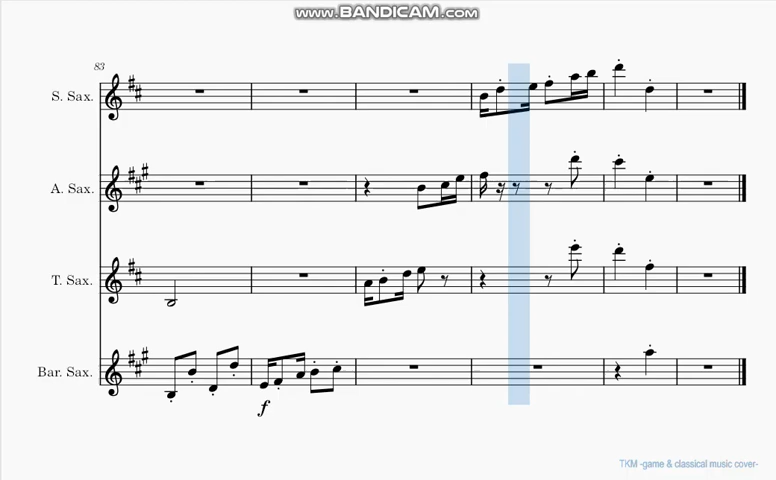 www.BANDICAM.com
83
S. Sax.
A. Sax.
T. Sax.
Bar. Sax.
f
TKM -game & classical music cover-